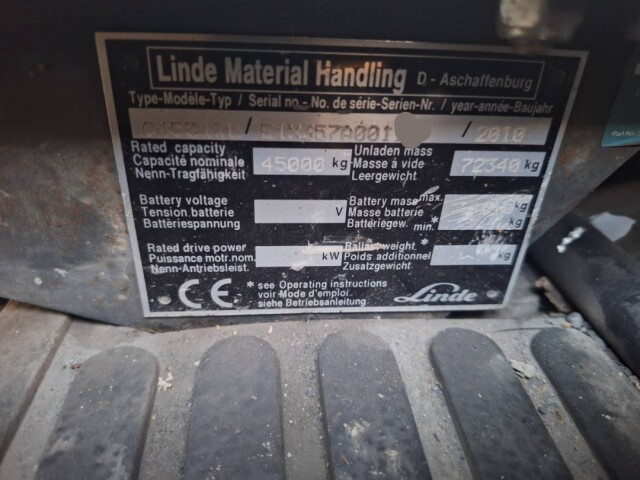 Linde Material Handling D - Aschaffenburg
Type-Modèle-Typ / Serial no - No. de série-Serien-Nr. / year-année-Baujahr
/ / 2010
Rated capacity
Capacité nominale 45000 kg
Nenn-Tragfähigkeit
Unladen mass
Masse à vide 72340 kg
Leergewicht
Battery voltage
Tension.batterie V
Batteriespannung
Battery mass max. kg
Masse batterie
Batteriegew. min.* kg
Rated drive power
Puissance motr.nom. kW
Nenn-Antriebsleist.
Ballast weight. *
Poids additionnel kg
Zusatzgewicht
CE * see Operating instructions
voir Mode d'emploi.
siehe Betriebsanleitung
Linde